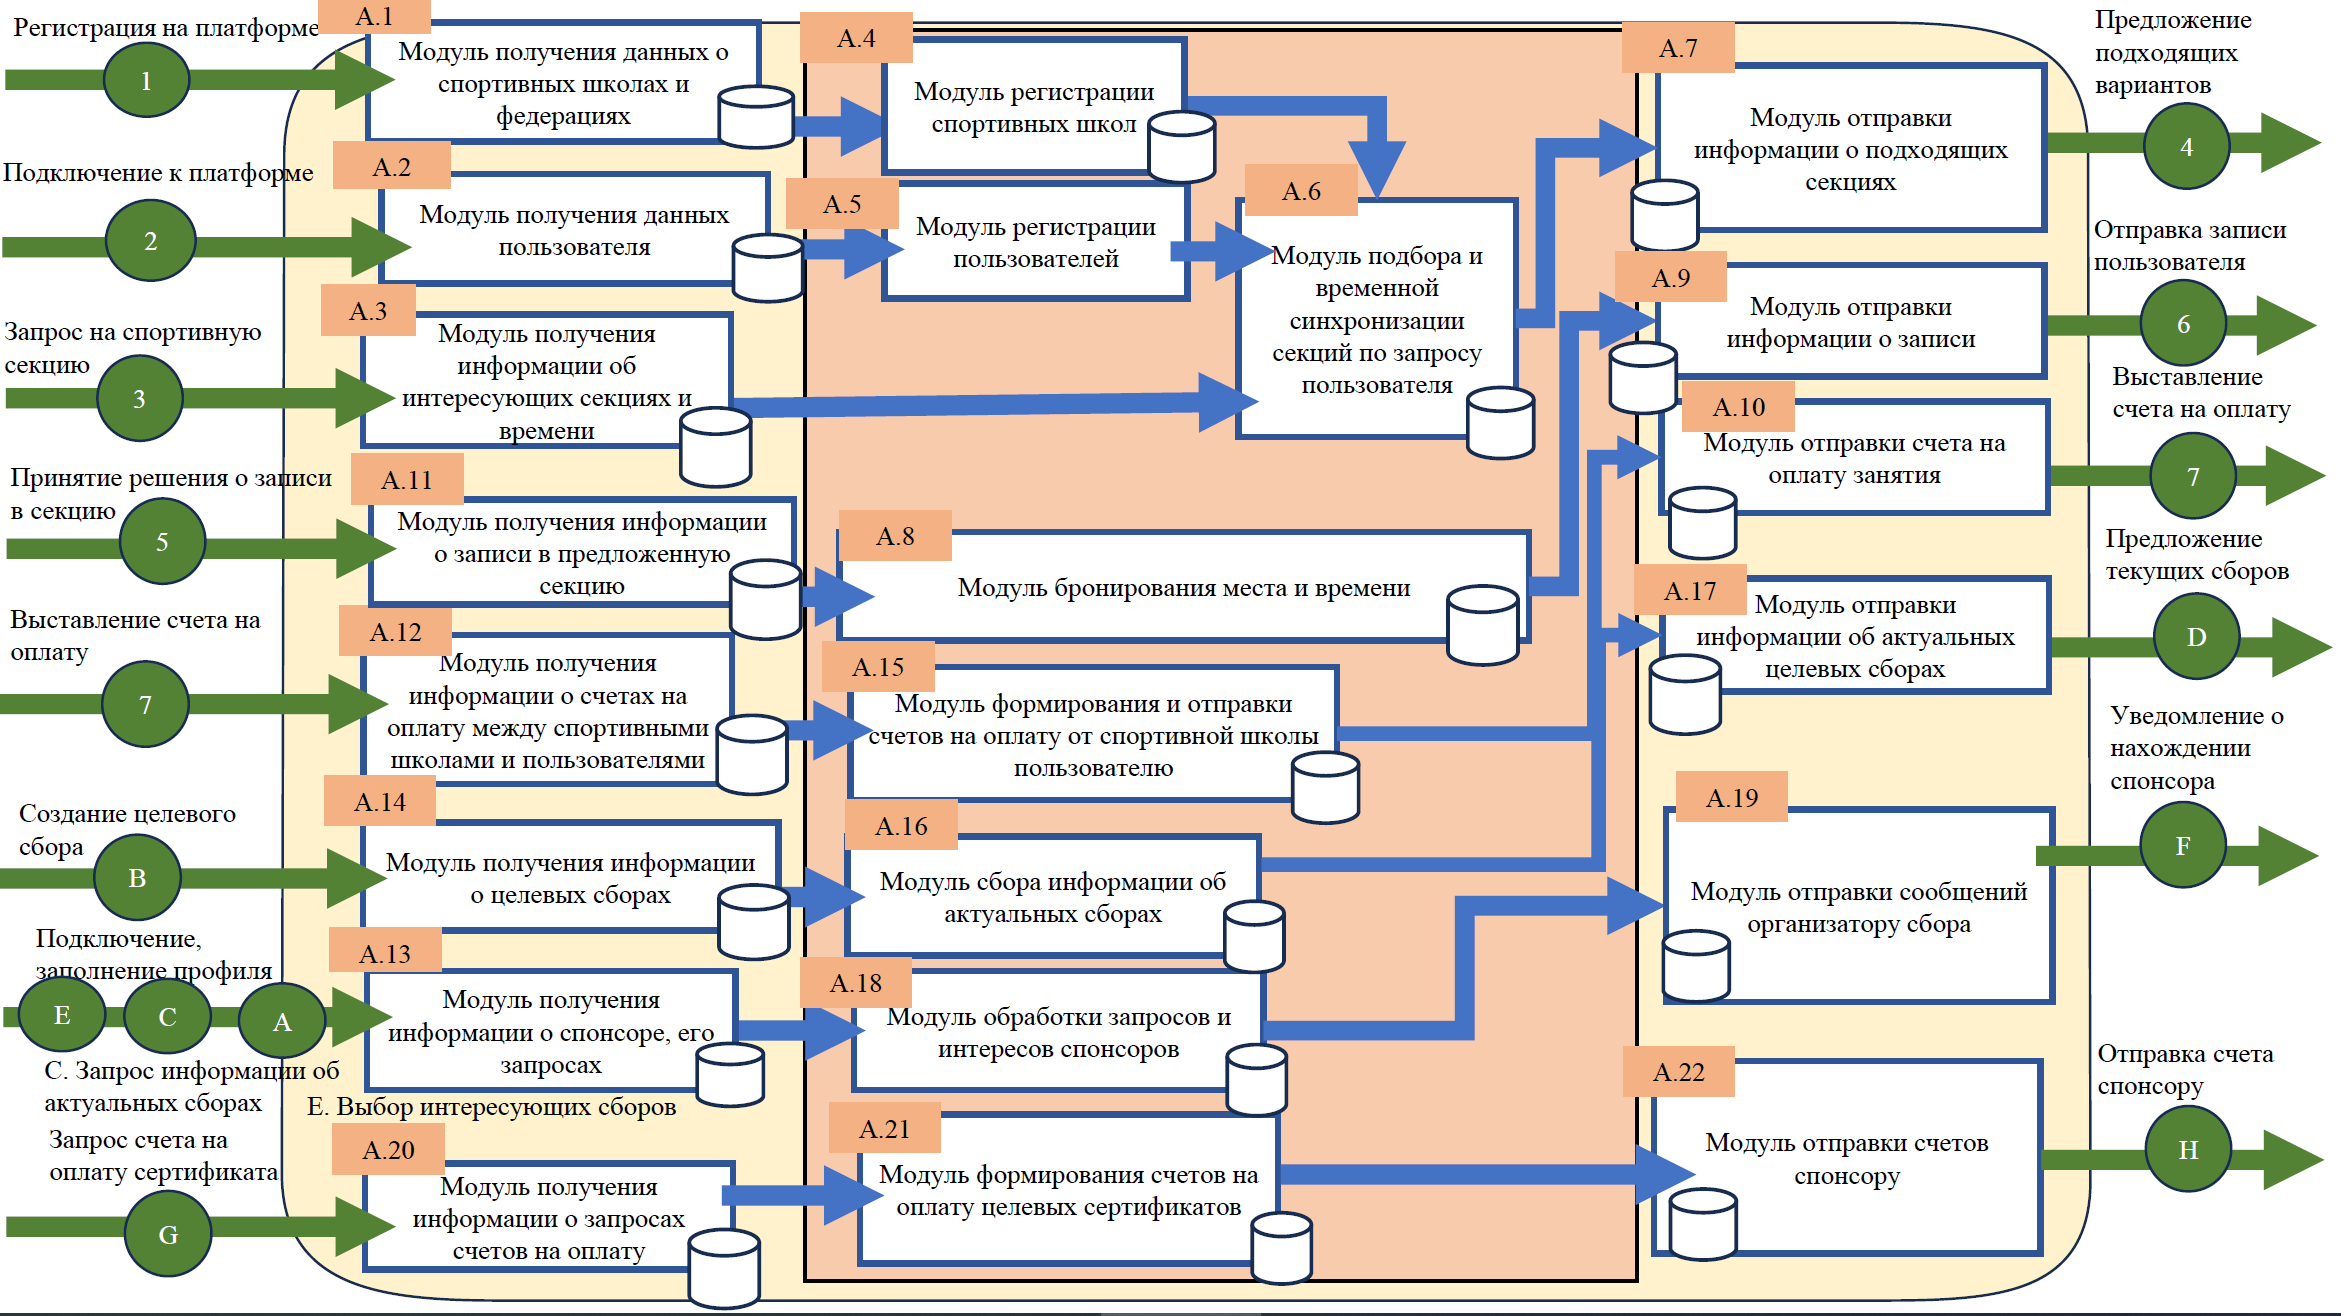 Регистрация на платформе
1
Подключение к платформе
2
Запрос на спортивную
секцию
3
Принятие решения о записи
в секцию
5
Выставление счета на
оплату
7
Создание целевого
сбора
B
Подключение,
заполнение профиля
E
C
A
C. Запрос информации об
актуальных сборах
E. Выбор интересующих сборов
Запрос счета на
оплату сертификата
G
A.1
Модуль получения данных о
спортивных школах и
федерациях
A.2
Модуль получения данных
пользователя
A.3
Модуль получения
информации об
интересующих секциях и
времени
A.11
Модуль получения информации
о записи в предложенную
секцию
A.12
Модуль получения
информации о счетах на
оплату между спортивными
школами и пользователями
A.14
Модуль получения информации
о целевых сборах
A.13
Модуль получения
информации о спонсоре, его
запросах
A.20
Модуль получения
информации о запросах
счетов на оплату
A.4
Модуль регистрации
спортивных школ
A.5
Модуль регистрации
пользователей
A.6
Модуль подбора и
временной
синхронизации
секций по запросу
пользователя
A.8
Модуль бронирования места и времени
A.15
Модуль формирования и отправки
счетов на оплату от спортивной школы
пользователю
A.16
Модуль сбора информации об
актуальных сборах
A.18
Модуль обработки запросов и
интересов спонсоров
A.21
Модуль формирования счетов на
оплату целевых сертификатов
A.7
Модуль отправки
информации о подходящих
секциях
A.9
Модуль отправки
информации о записи
A.10
Модуль отправки счета на
оплату занятия
A.17
Модуль отправки
информации об актуальных
целевых сборах
A.19
Модуль отправки сообщений
организатору сбора
A.22
Модуль отправки счетов
спонсору
Предложение
подходящих
вариантов
4
Отправка записи
пользователя
6
Выставление
счета на оплату
7
Предложение
текущих сборов
D
Уведомление о
нахождении
спонсора
F
Отправка счета
спонсору
H